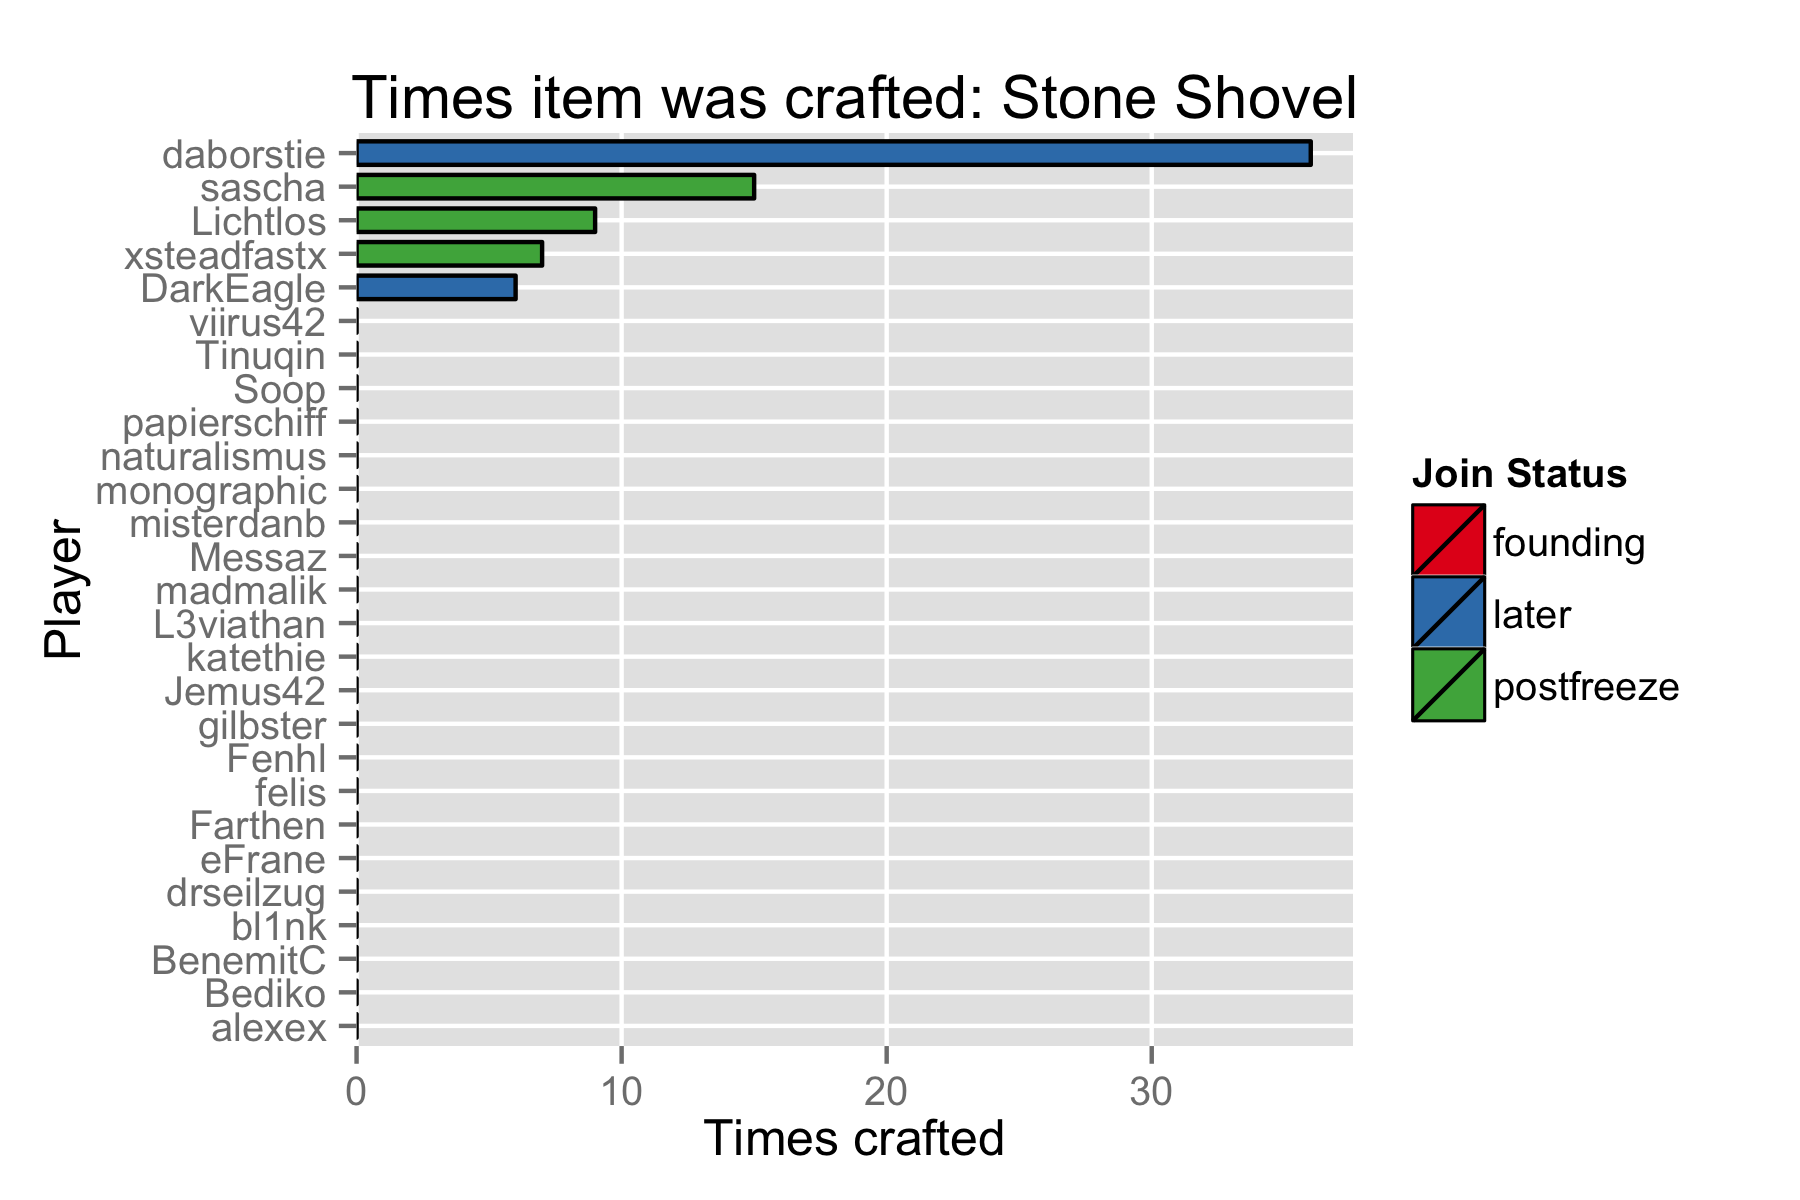 Times item was crafted: Stone Shovel
daborstie
sascha
Lichtlos
xsteadfastx
DarkEagle
viirus42
Tinuqin
Soop
papierschiff
naturalismus
monographic
misterdanb
Messaz
madmalik
L3viathan
katethie
Jemus42
gilbster
Fenhl
felis
Farthen
eFrane
drseilzug
bl1nk
BenemitC
Bediko
alexex
Player
0 10 20 30
Times crafted
Join Status
founding
later
postfreeze